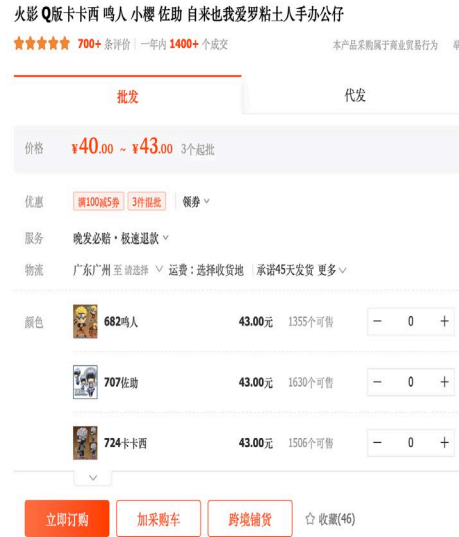 火影 Q版卡卡西 鸣人 小樱 佐助 自来也我爱罗粘土人手办公仔
700+ 条评价 一年内 1400+ 个成交 本产品采购属于商业贸易行为
批发 代发
价格 ¥40.00 ~ ¥43.00 3个起批
优惠 满100减5券 3件混批 领券
服务 晚发必赔·极速退款
物流 广东广州 至 请选择 运费：选择收货地 承诺45天发货 更多
颜色 682鸣人 43.00元 1355个可售 − 0 +
707佐助 43.00元 1630个可售 − 0 +
724卡卡西 43.00元 1506个可售 − 0 +
立即订购 加采购车 跨境铺货 收藏(46)